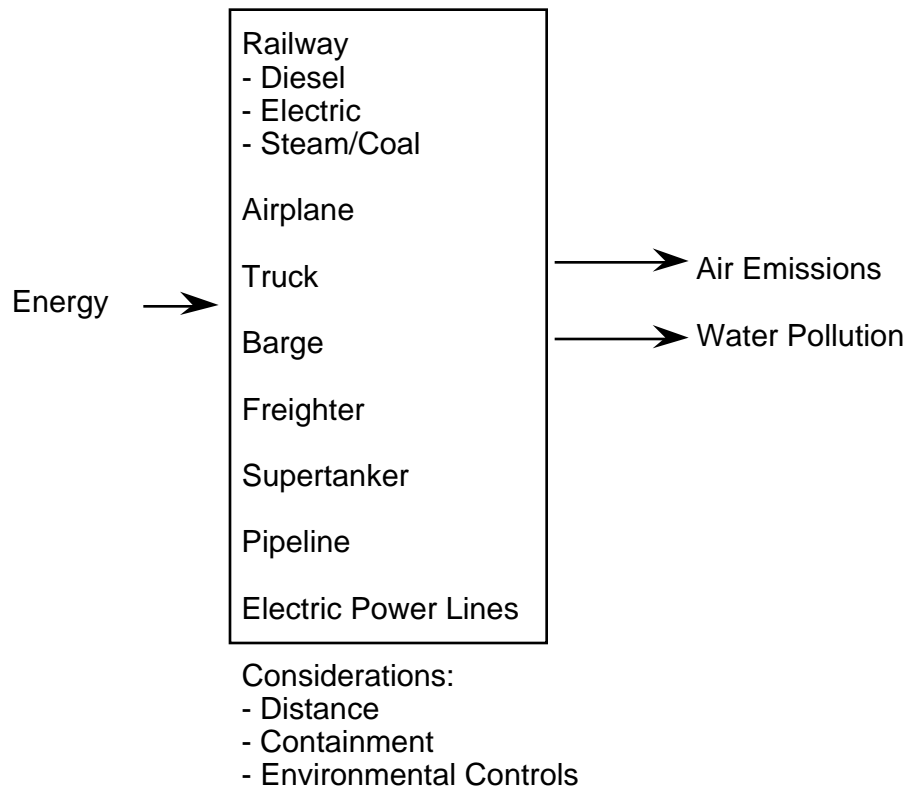 Railway
- Diesel
- Electric
- Steam/Coal
Airplane
Truck
Barge
Freighter
Supertanker
Pipeline
Electric Power Lines
Energy
Air Emissions
Water Pollution
Considerations:
- Distance
- Containment
- Environmental Controls